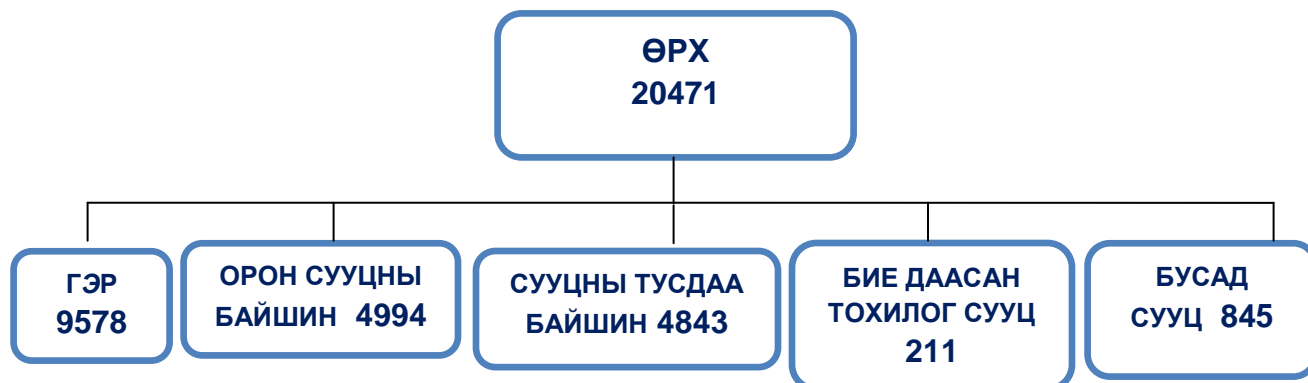 ӨРХ
20471
ГЭР
9578
ОРОН СУУЦНЫ
БАЙШИН 4994
СУУЦНЫ ТУСДАА
БАЙШИН 4843
БИЕ ДААСАН
ТОХИЛОГ СУУЦ
211
БУСАД
СУУЦ 845